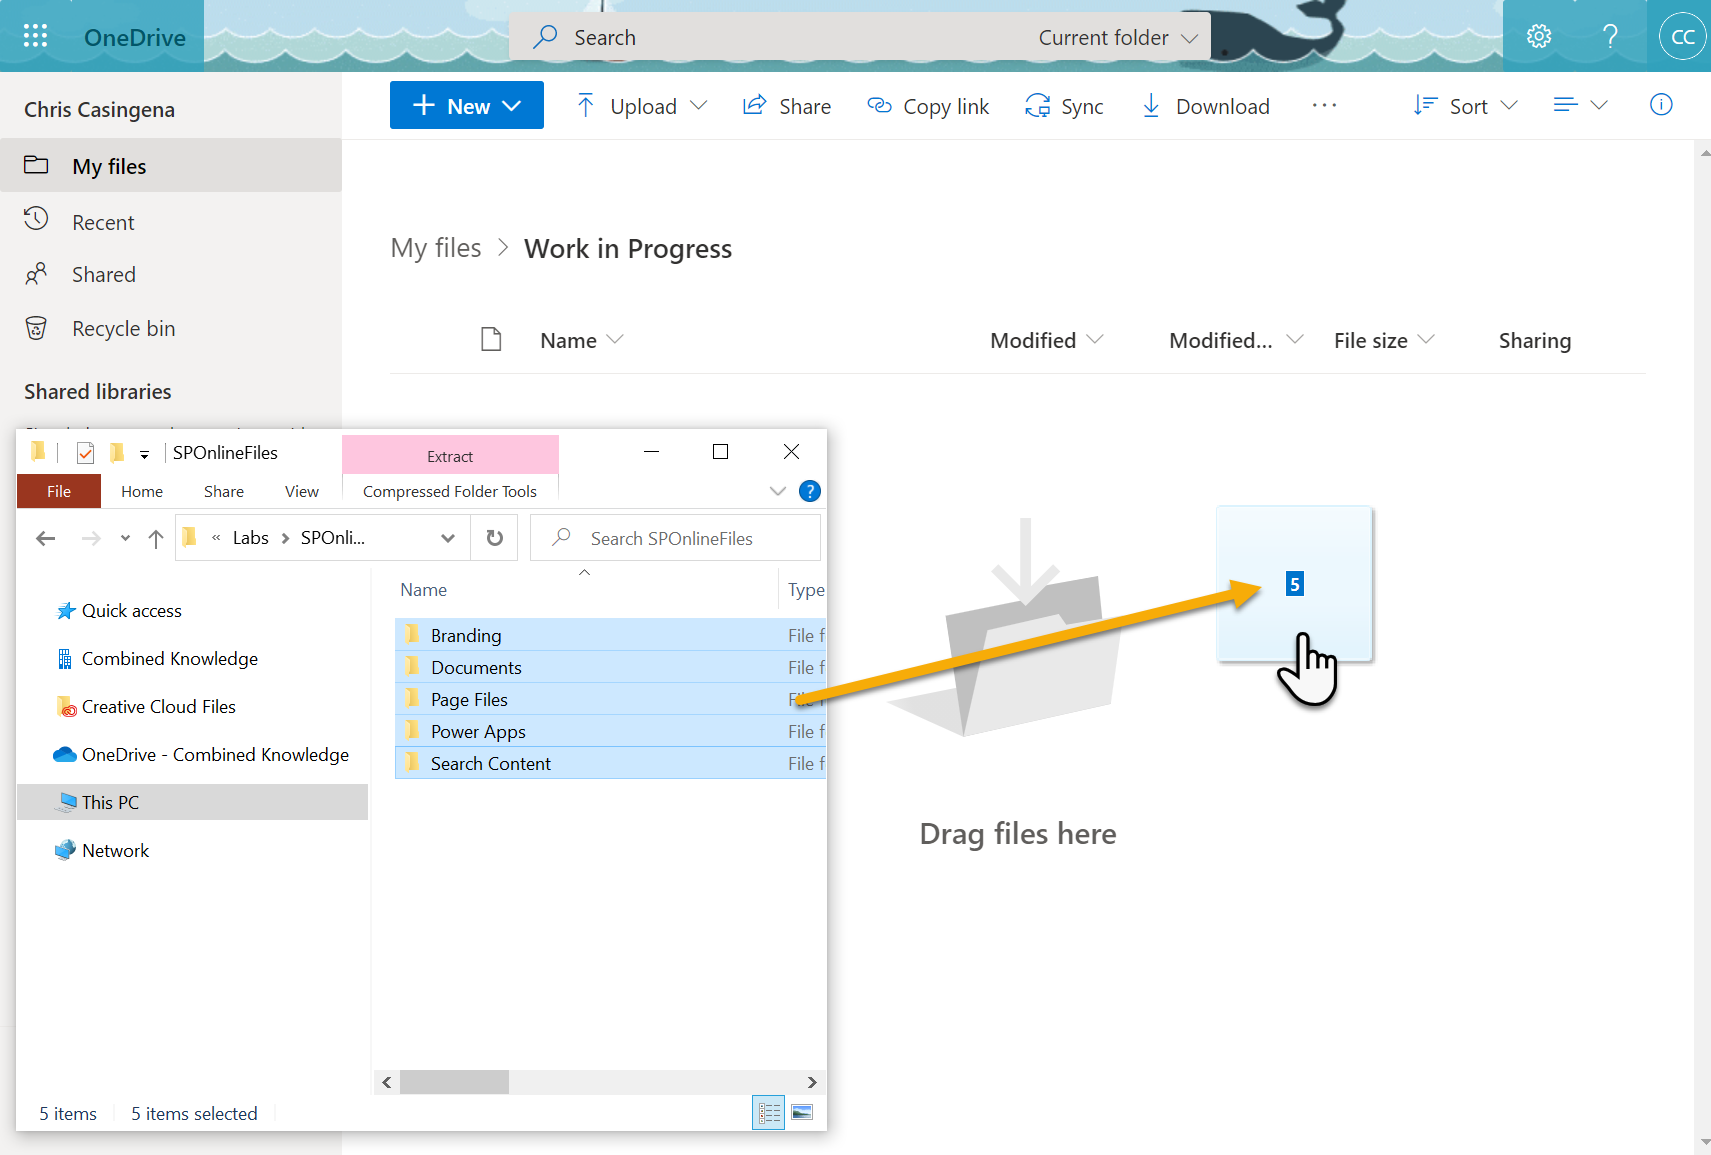 OneDrive
Search
Current folder
CC
Chris Casingena
New
Upload
Share
Copy link
Sync
Download
Sort
My files
Recent
Shared
Recycle bin
Shared libraries
My files > Work in Progress
Name
Modified
Modified...
File size
Sharing
SPOnlineFiles
Extract
File
Home
Share
View
Compressed Folder Tools
?
« Labs > SPOnli...
Search SPOnlineFiles
Quick access
Combined Knowledge
Creative Cloud Files
OneDrive - Combined Knowledge
This PC
Network
Name
Type
Branding
File f
Documents
File f
Page Files
Power Apps
File f
Search Content
File f
5
Drag files here
5 items
5 items selected